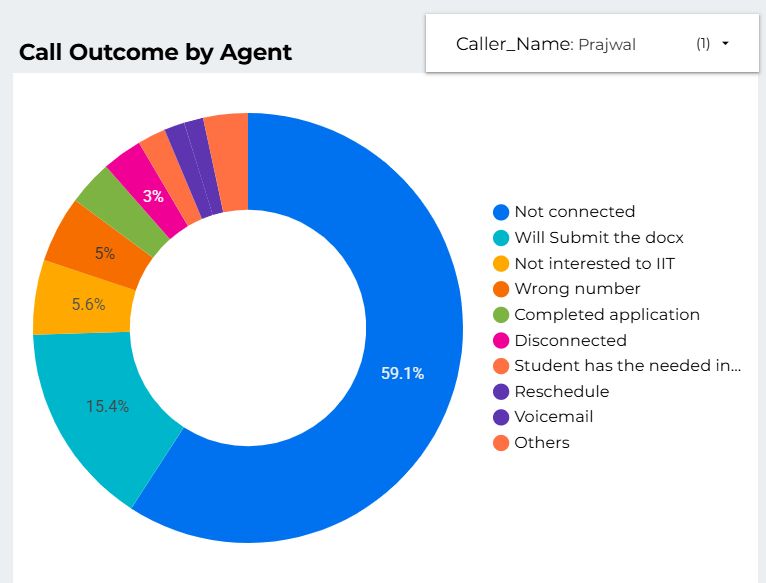 Call Outcome by Agent
Caller_Name: Prajwal (1)
3%
5%
5.6%
15.4%
59.1%
Not connected
Will Submit the docx
Not interested to IIT
Wrong number
Completed application
Disconnected
Student has the needed in...
Reschedule
Voicemail
Others